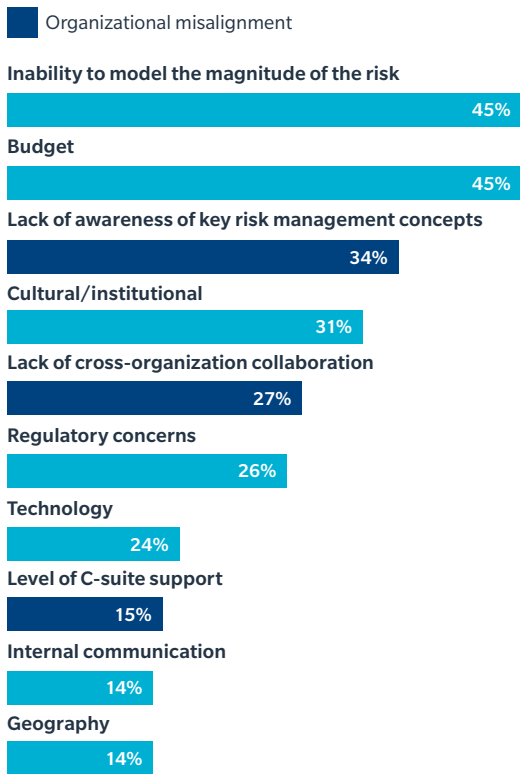 Organizational misalignment
Inability to model the magnitude of the risk
45%
Budget
45%
Lack of awareness of key risk management concepts
34%
Cultural/institutional
31%
Lack of cross-organization collaboration
27%
Regulatory concerns
26%
Technology
24%
Level of C-suite support
15%
Internal communication
14%
Geography
14%